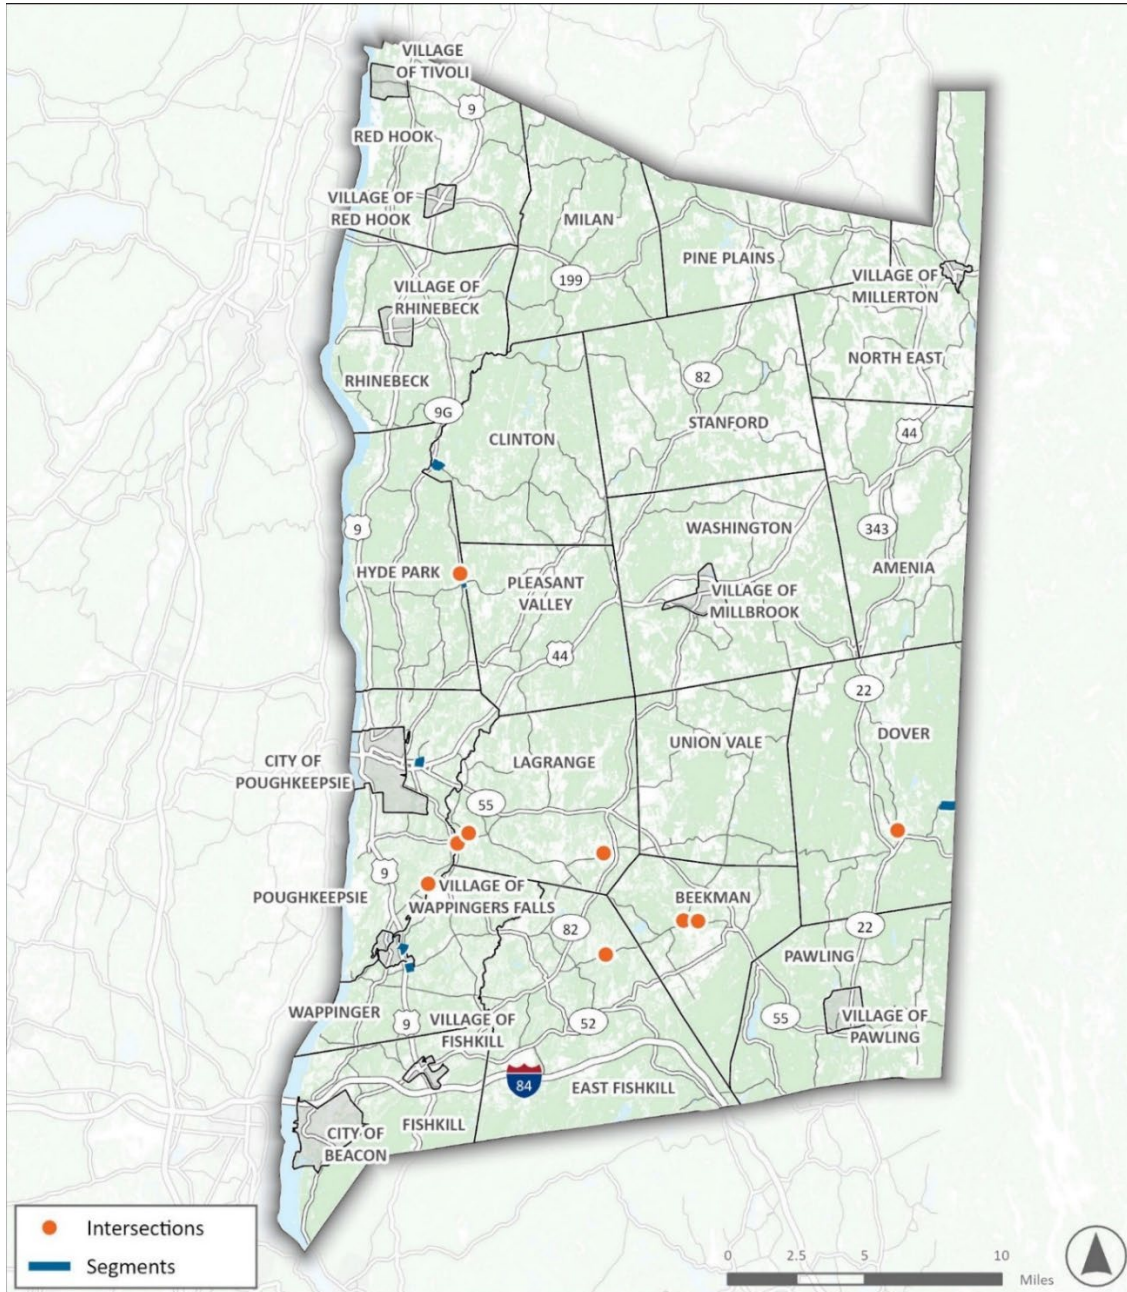 VILLAGE
OF TIVOLI
9
RED HOOK
VILLAGE OF
RED HOOK
MILAN
PINE PLAINS
VILLAGE OF
MILLERTON
199
VILLAGE OF
RHINEBECK
NORTH EAST
RHINEBECK
82
9G
STANFORD
44
CLINTON
9
WASHINGTON
343
HYDE PARK
PLEASANT
VALLEY
AMENIA
VILLAGE OF
MILLBROOK
44
22
DOVER
UNION VALE
CITY OF
POUGHKEEPSIE
LAGRANGE
55
9
POUGHKEEPSIE
VILLAGE OF
WAPPINGERS FALLS
BEEKMAN
82
22
PAWLING
WAPPINGER
9
VILLAGE OF
FISHKILL
52
55
VILLAGE OF
PAWLING
84
EAST FISHKILL
FISHKILL
CITY OF
BEACON
Intersections
Segments
0 2.5 5 10
Miles